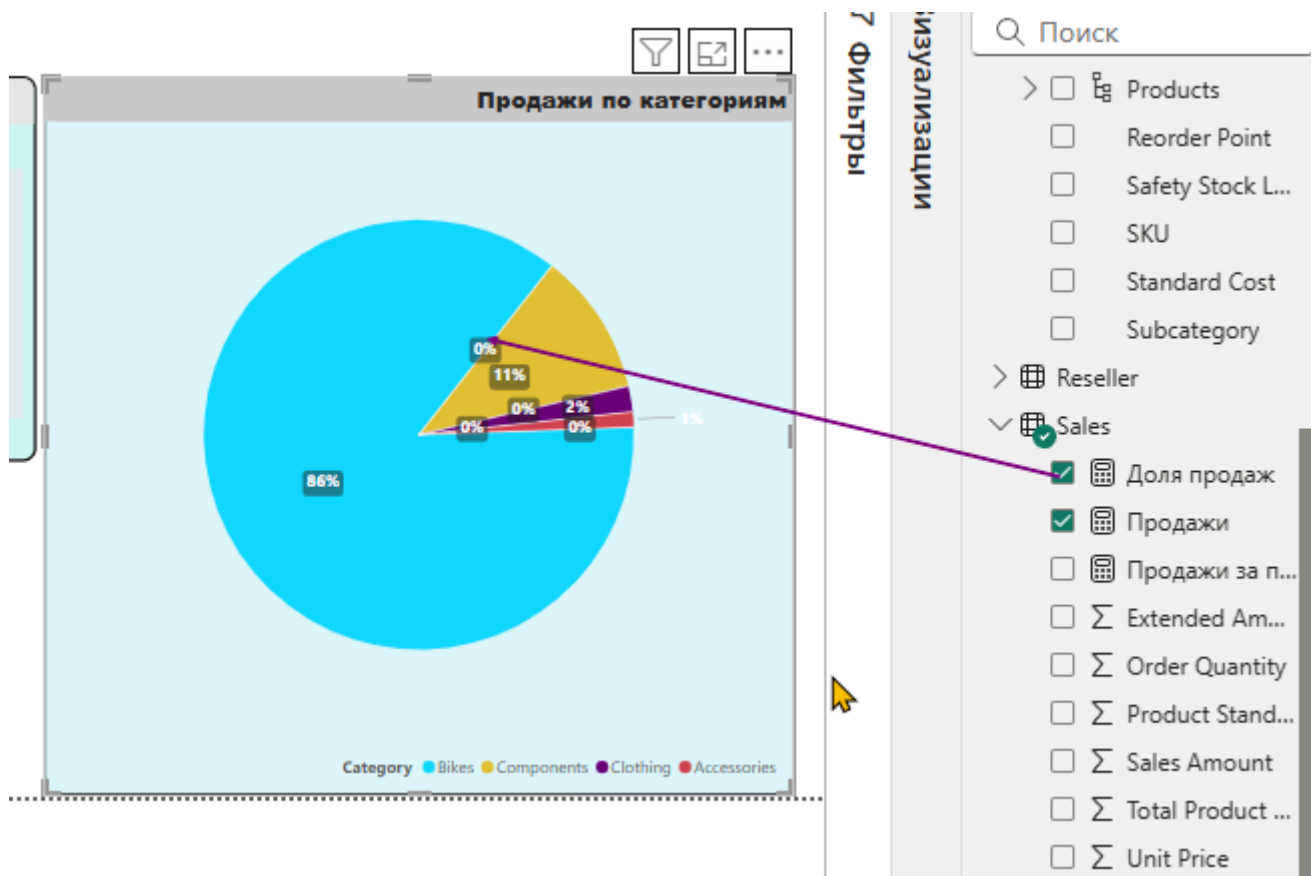 Продажи по категориям
0%
11%
0%
2%
0%
0%
1%
86%
Category Bikes Components Clothing Accessories
Фильтры
изуализации
Поиск
Products
Reorder Point
Safety Stock L...
SKU
Standard Cost
Subcategory
Reseller
Sales
Доля продаж
Продажи
Продажи за п...
Extended Am...
Order Quantity
Product Stand...
Sales Amount
Total Product ...
Unit Price